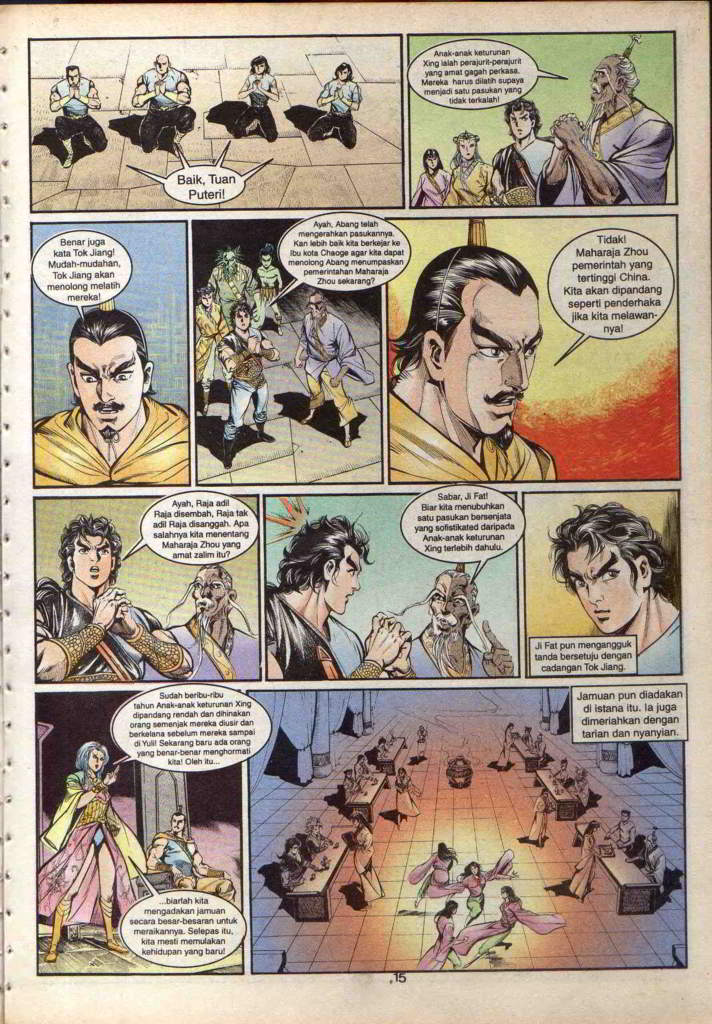 Baik, Tuan
Puteri!
Anak-anak keturunan
Xing ialah perajurit-perajurit
yang amat gagah perkasa.
Mereka harus dilatih supaya
menjadi satu pasukan yang
tidak terkalah!
Benar juga
kata Tok Jiang!
Mudah-mudahan,
Tok Jiang akan
menolong melatih
mereka!
Ayah, Abang telah
mengerahkan pasukannya.
Kan lebih baik kita berkejar ke
Ibu kota Chaoge agar kita dapat
menolong Abang menumpaskan
pemerintahan Maharaja
Zhou sekarang?
Tidak!
Maharaja Zhou
pemerintah yang
tertinggi China.
Kita akan dipandang
seperti penderhaka
jika kita melawan-
nya!
Ayah, Raja adil
Raja disembah, Raja tak
adil Raja disanggah. Apa
salahnya kita menentang
Maharaja Zhou yang
amat zalim itu?
Sabar, Ji Fat!
Biar kita menubuhkan
satu pasukan bersenjata
yang sofistikated daripada
Anak-anak keturunan
Xing terlebih dahulu.
Ji Fat pun mengangguk
tanda bersetuju dengan
cadangan Tok Jiang.
Sudah beribu-ribu
tahun Anak-anak keturunan Xing
dipandang rendah dan dihinakan
orang semenjak mereka diusir dan
berkelana sehingga mereka sampai
di Yuli! Sekarang baru ada orang
yang benar-benar menghormati
kita! Oleh itu...
...biarlah kita
mengadakan jamuan
secara besar-besaran untuk
meraikannya. Selepas itu,
kita mesti memulakan
kehidupan yang baru!
Jamuan pun diadakan
di istana itu. Ia juga
dimeriahkan dengan
tarian dan nyanyian.
15